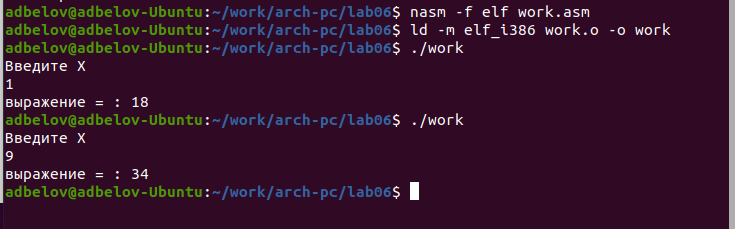 adbelov@adbelov-Ubuntu:~/work/arch-pc/lab06$ nasm -f elf work.asm
adbelov@adbelov-Ubuntu:~/work/arch-pc/lab06$ ld -m elf_i386 work.o -o work
adbelov@adbelov-Ubuntu:~/work/arch-pc/lab06$ ./work
Введите X
1
выражение = : 18
adbelov@adbelov-Ubuntu:~/work/arch-pc/lab06$ ./work
Введите X
9
выражение = : 34
adbelov@adbelov-Ubuntu:~/work/arch-pc/lab06$